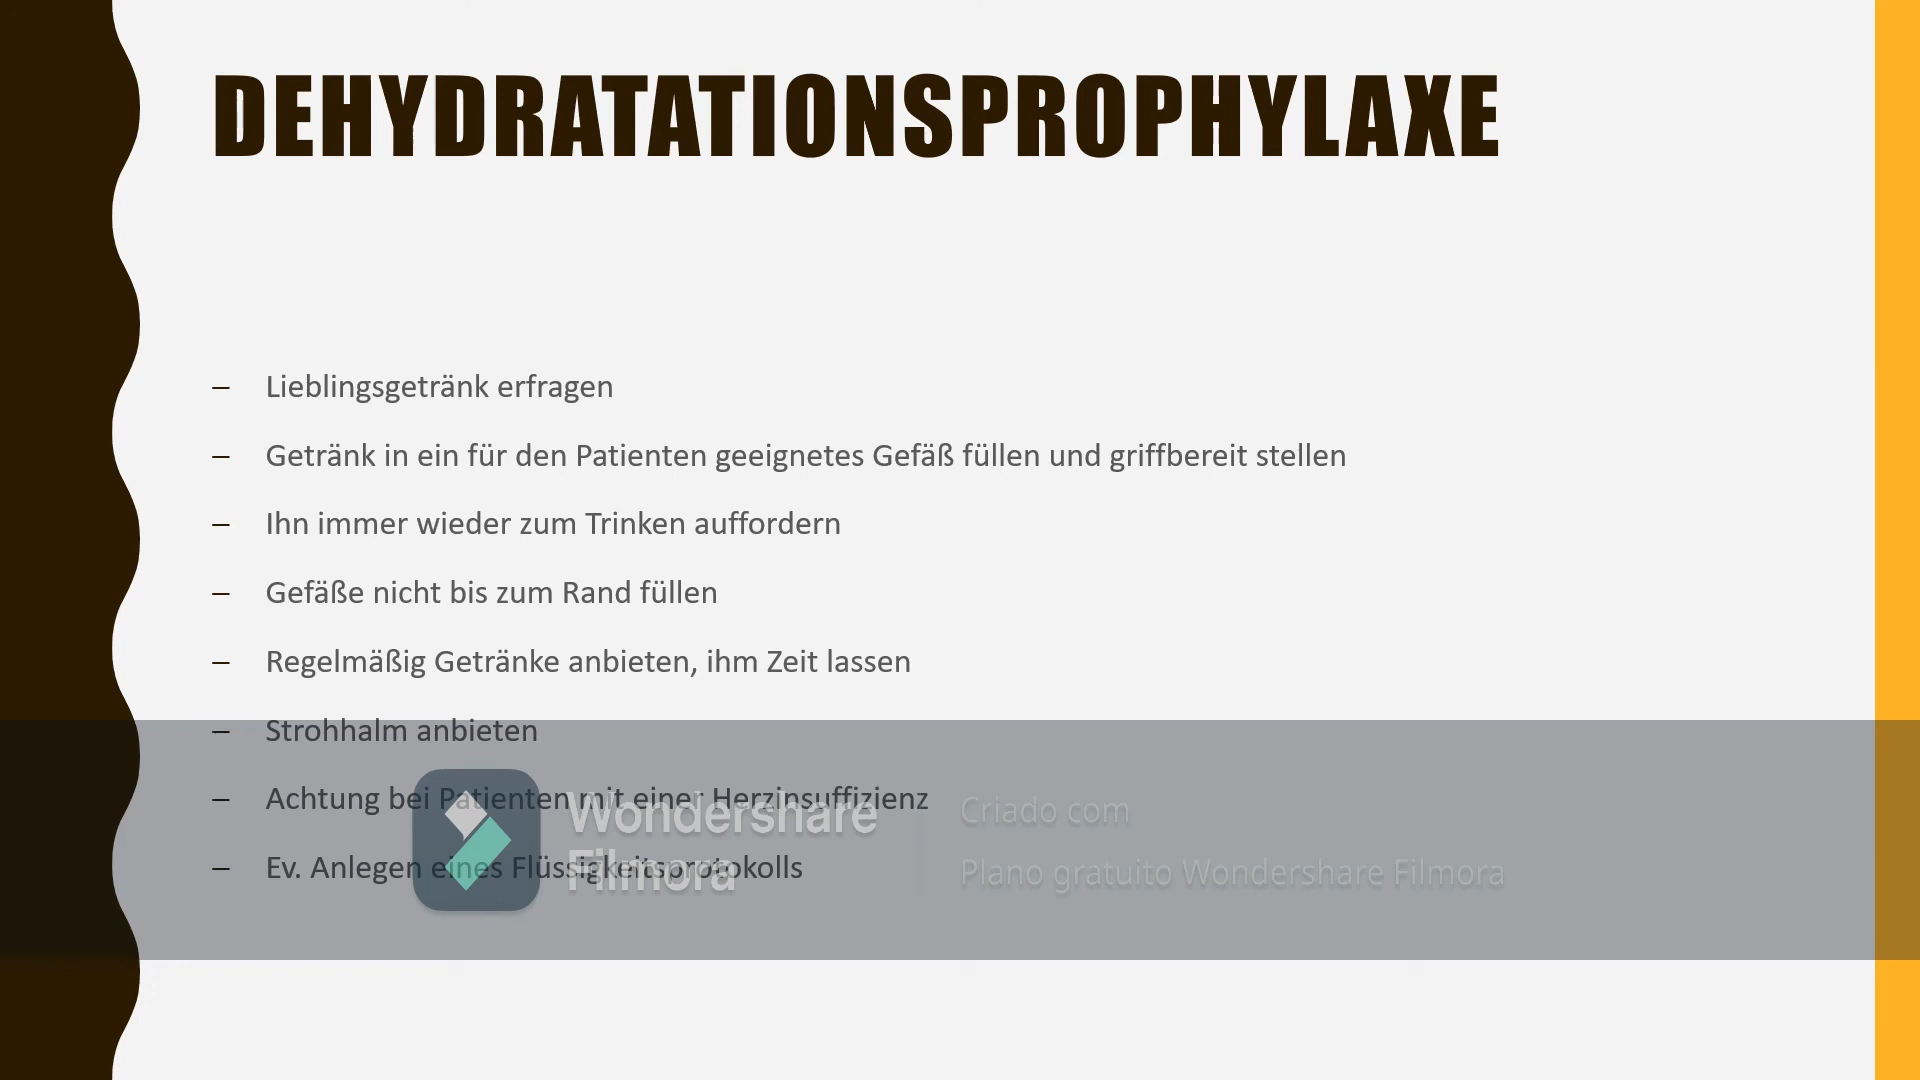 DEHYDRATATIONSPROPHYLAXE
– Lieblingsgetränk erfragen
– Getränk in ein für den Patienten geeignetes Gefäß füllen und griffbereit stellen
– Ihn immer wieder zum Trinken auffordern
– Gefäße nicht bis zum Rand füllen
– Regelmäßig Getränke anbieten, ihm Zeit lassen
– Strohhalm anbieten
– Achtung bei Patienten mit einer Herzinsuffizienz
– Ev. Anlegen eines Flüssigkeitsprotokolls
Wondershare
Filmora
Criado com
Plano gratuito Wondershare Filmora